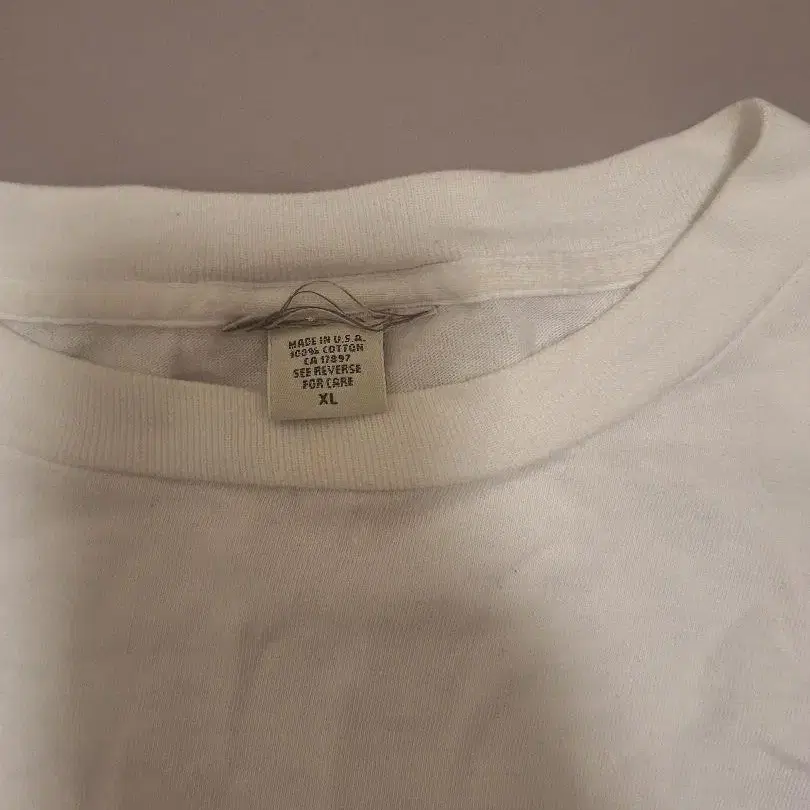 MADE IN U.S.A.
100% COTTON
CA 17897
SEE REVERSE
FOR CARE
XL